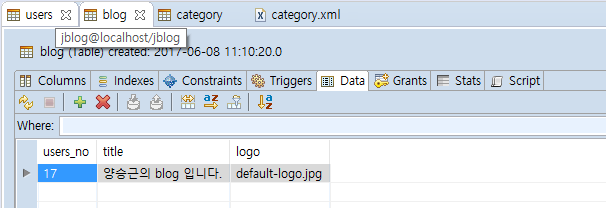 users blog category category.xml
jblog@localhost/jblog
blog (Table) created: 2017-06-08 11:10:20.0
Columns Indexes Constraints Triggers Data Grants Stats Script
Where:
users_no title logo
17 양승근의 blog 입니다. default-logo.jpg